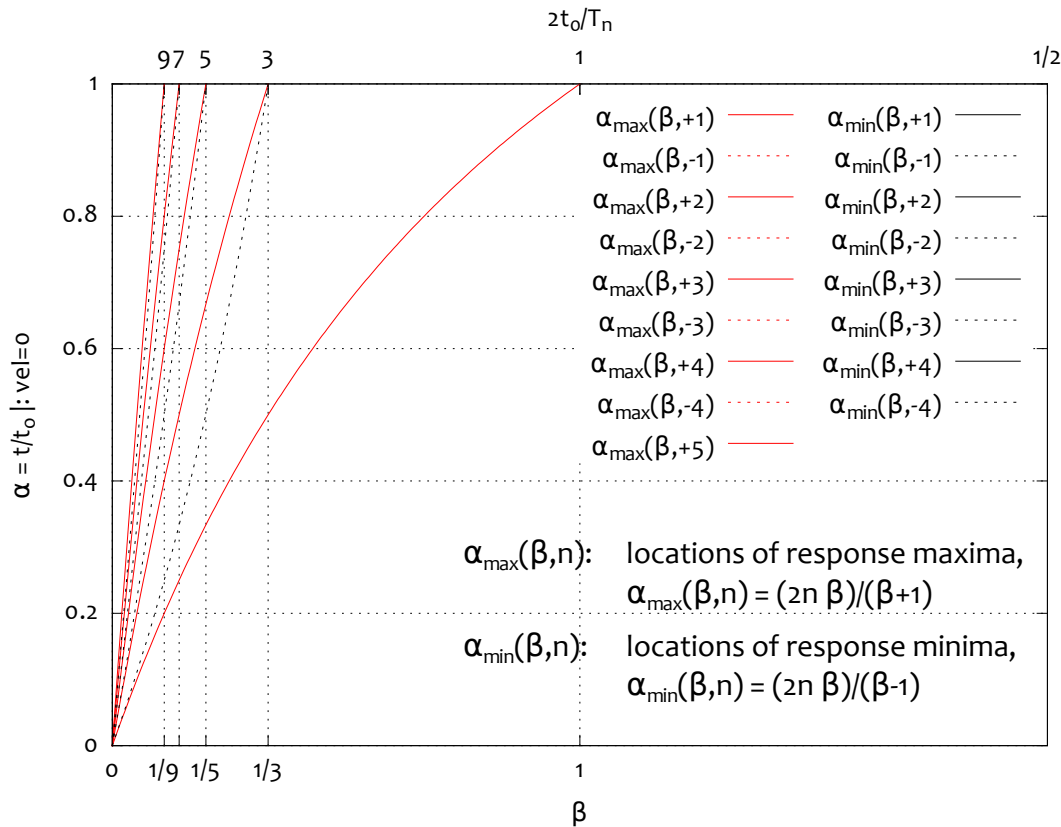 2t₀/Tₙ
9 7 5 3 1 1/2
1
0.8
0.6
0.4
0.2
0
α = t/t₀ |: vel=0
αmax(β,+1) αmin(β,+1)
αmax(β,-1) αmin(β,-1)
αmax(β,+2) αmin(β,+2)
αmax(β,-2) αmin(β,-2)
αmax(β,+3) αmin(β,+3)
αmax(β,-3) αmin(β,-3)
αmax(β,+4) αmin(β,+4)
αmax(β,-4) αmin(β,-4)
αmax(β,+5)
αmax(β,n): locations of response maxima,
αmax(β,n) = (2n β)/(β+1)
αmin(β,n): locations of response minima,
αmin(β,n) = (2n β)/(β-1)
0 1/9 1/5 1/3 1
β